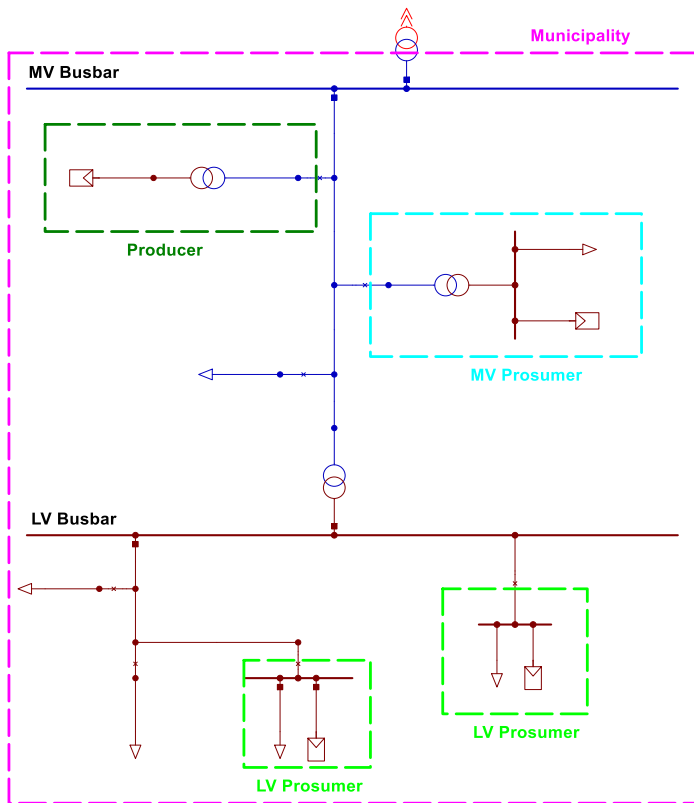 Municipality
MV Busbar
Producer
MV Prosumer
LV Busbar
LV Prosumer
LV Prosumer